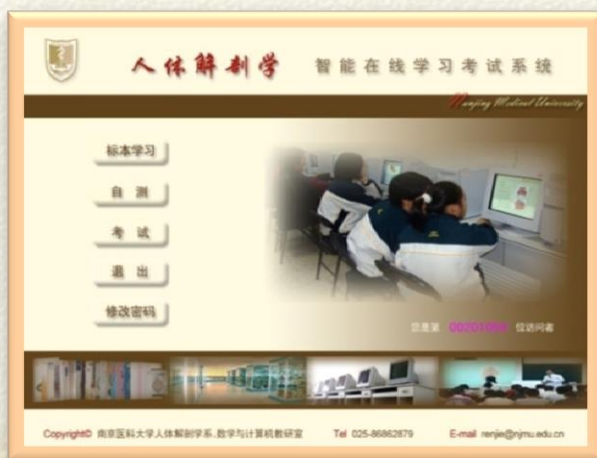 人体解剖学 智能在线学习考试系统
Nanjing Medical University
标本学习
自 测
考 试
退 出
修改密码
您是第 位访问者
Copyright© 南京医科大学人体解剖学系、数学与计算机教研室 Tel 025-86862879 E-mail renjie@njmu.edu.cn